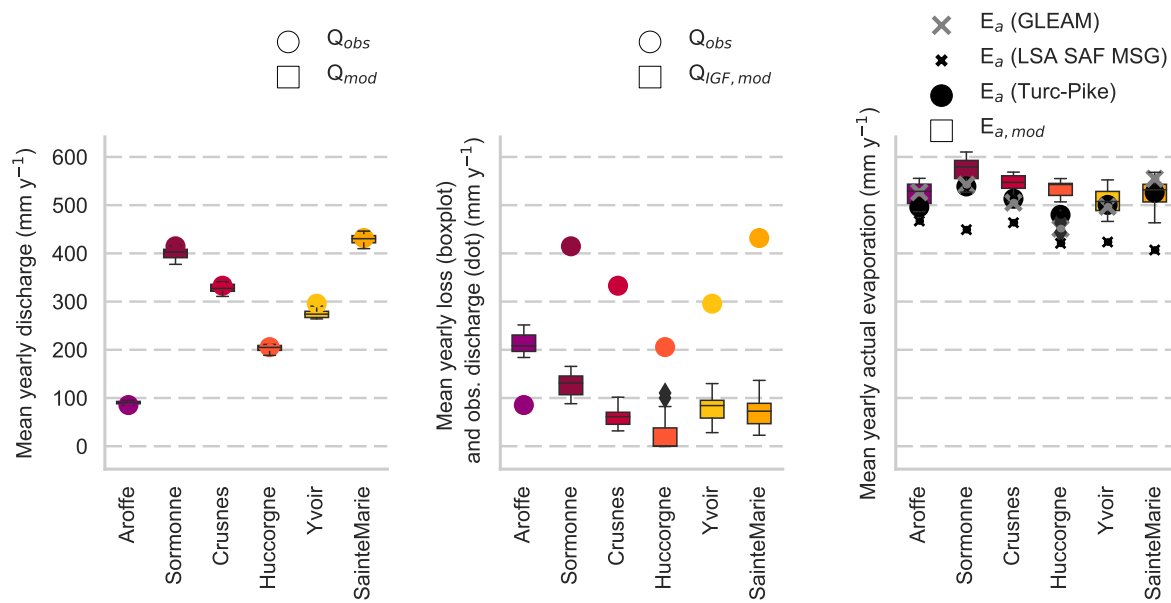 Q_obs
Q_mod
Mean yearly discharge (mm y⁻¹)
600
500
400
300
200
100
0
Aroffe
Sormonne
Crusnes
Huccorgne
Yvoir
SainteMarie
Q_obs
Q_IGF, mod
Mean yearly loss (boxplot)
and obs. discharge (dot) (mm y⁻¹)
Aroffe
Sormonne
Crusnes
Huccorgne
Yvoir
SainteMarie
E_a (GLEAM)
E_a (LSA SAF MSG)
E_a (Turc-Pike)
E_a, mod
Mean yearly actual evaporation (mm y⁻¹)
Aroffe
Sormonne
Crusnes
Huccorgne
Yvoir
SainteMarie